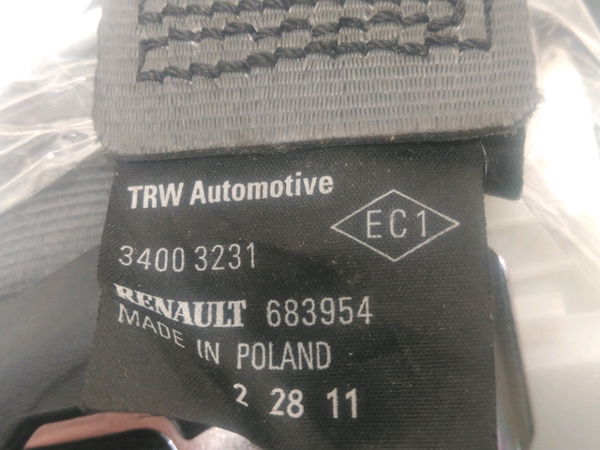 TRW Automotive
EC1
3400 3231
RENAULT 683954
MADE IN POLAND
2 28 11